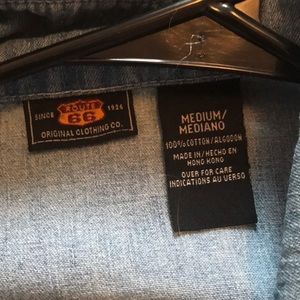 ROUTE
SINCE 66 1926
ORIGINAL CLOTHING CO.
MEDIUM/
MEDIANO
100% COTTON/ALGODON
MADE IN/HECHO EN
HONG KONG
OVER FOR CARE
INDICATIONS AU VERSO